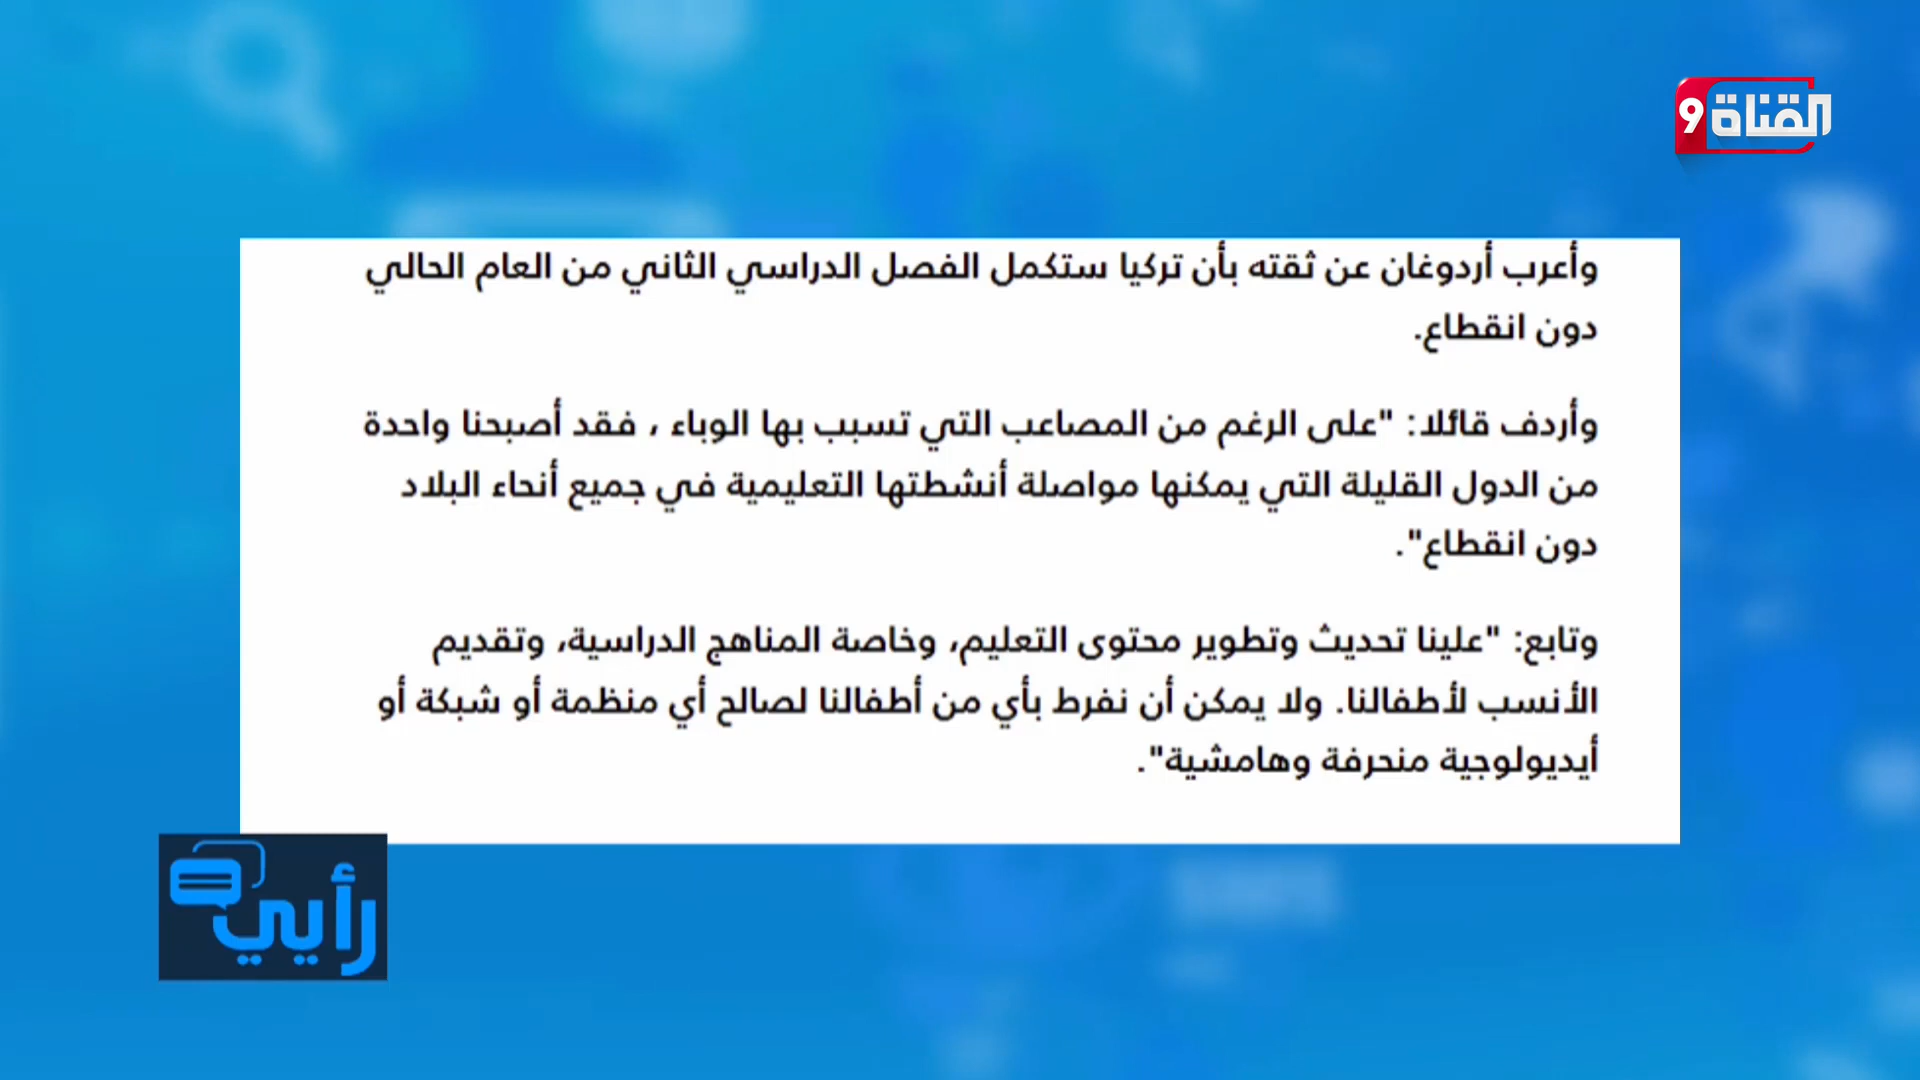 القناة 9
وأعرب أردوغان عن ثقته بأن تركيا ستكمل الفصل الدراسي الثاني من العام الحالي
دون انقطاع.
وأردف قائلا: "على الرغم من المصاعب التي تسبب بها الوباء ، فقد أصبحنا واحدة
من الدول القليلة التي يمكنها مواصلة أنشطتها التعليمية في جميع أنحاء البلاد
دون انقطاع".
وتابع: "علينا تحديث وتطوير محتوى التعليم، وخاصة المناهج الدراسية، وتقديم
الأنسب لأطفالنا. ولا يمكن أن نفرط بأي من أطفالنا لصالح أي منظمة أو شبكة أو
أيديولوجية منحرفة وهامشية".
رأيي